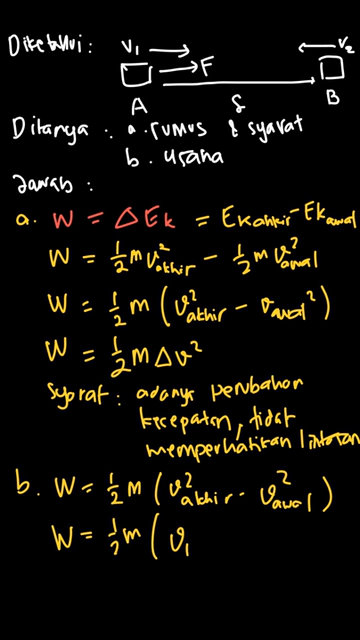 Diketahui:
v₁ F v₂
A s B
Ditanya: a. rumus & syarat
b. usaha
Jawab:
a. W = ΔEk = Ekahkir - Ekawal
W = ½ m v²akhir - ½ m v²awal
W = ½ m (v²akhir - vawal²)
W = ½ m Δv²
Syarat: adanya perubahan
kecepatan, tidak
memperhatikan lintasan
b. W = ½ m (v²akhir - v²awal)
W = ½ m (v₁